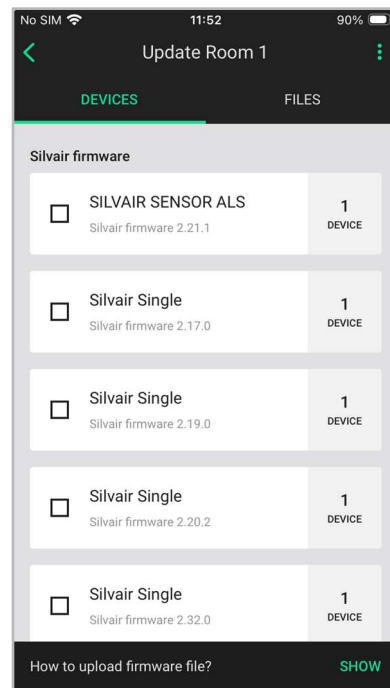 No SIM 11:52 90%
Update Room 1
DEVICES FILES
Silvair firmware
SILVAIR SENSOR ALS
Silvair firmware 2.21.1
1
DEVICE
Silvair Single
Silvair firmware 2.17.0
1
DEVICE
Silvair Single
Silvair firmware 2.19.0
1
DEVICE
Silvair Single
Silvair firmware 2.20.2
1
DEVICE
Silvair Single
Silvair firmware 2.32.0
1
DEVICE
How to upload firmware file? SHOW